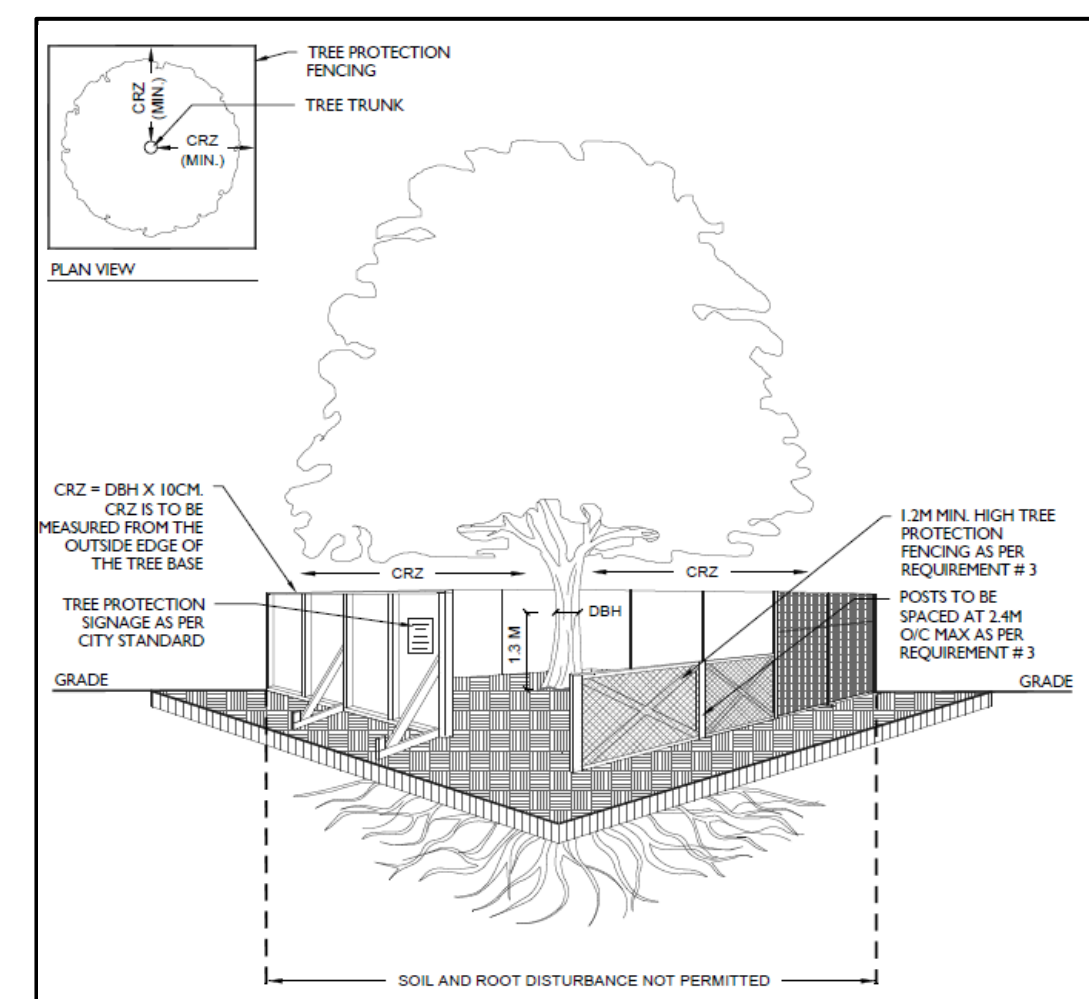 TREE PROTECTION
FENCING
TREE TRUNK
CRZ
(MIN.)
CRZ
(MIN.)
PLAN VIEW
CRZ = DBH X 10CM.
CRZ IS TO BE
MEASURED FROM THE
OUTSIDE EDGE OF
THE TREE BASE
TREE PROTECTION
SIGNAGE AS PER
CITY STANDARD
GRADE
CRZ
CRZ
DBH
1.3 M
1.2M MIN. HIGH TREE
PROTECTION
FENCING AS PER
REQUIREMENT # 3
POSTS TO BE
SPACED AT 2.4M
O/C MAX AS PER
REQUIREMENT # 3
GRADE
SOIL AND ROOT DISTURBANCE NOT PERMITTED